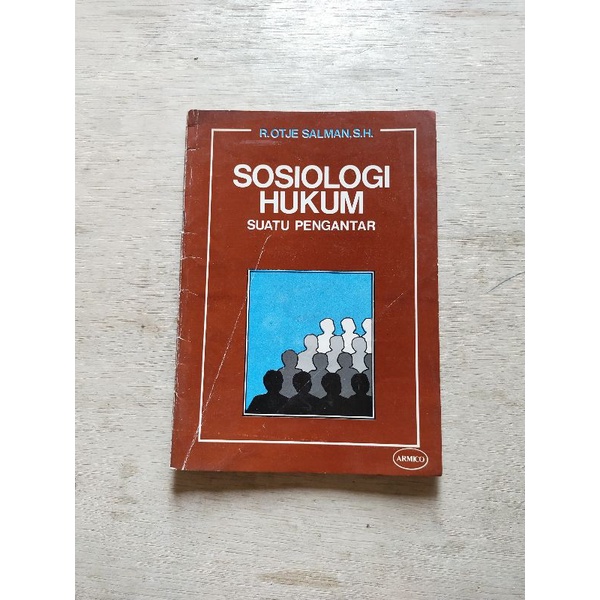 R.OTJE SALMAN,S.H.
SOSIOLOGI
HUKUM
SUATU PENGANTAR
ARMICO